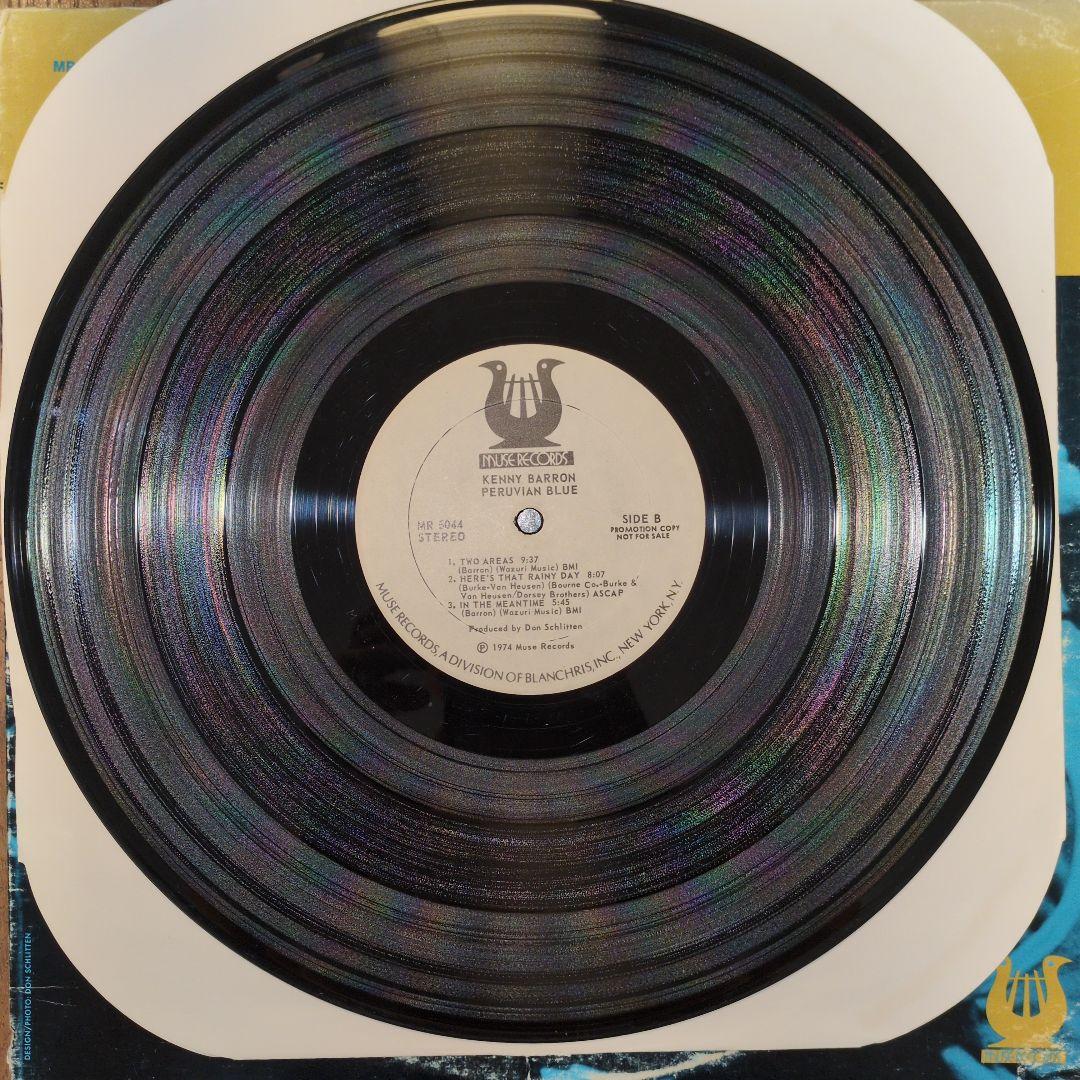 MR
MUSE RECORDS
KENNY BARRON
PERUVIAN BLUE
MR 5044
STEREO
SIDE B
PROMOTION COPY
NOT FOR SALE
1. TWO AREAS 9:37
(Barron) (Wazuri Music) BMI
2. HERE'S THAT RAINY DAY 8:07
(Burke-Van Heusen) (Bourne Co.-Burke &
Van Heusen/Dorsey Brothers) ASCAP
3. IN THE MEANTIME 5:45
(Barron) (Wazuri Music) BMI
Produced by Don Schlitten
Ⓟ 1974 Muse Records
MUSE RECORDS, A DIVISION OF BLANCHRIS, INC., NEW YORK, N.Y.
DESIGN/PHOTO: DON SCHLITTEN
MUSE RECORDS